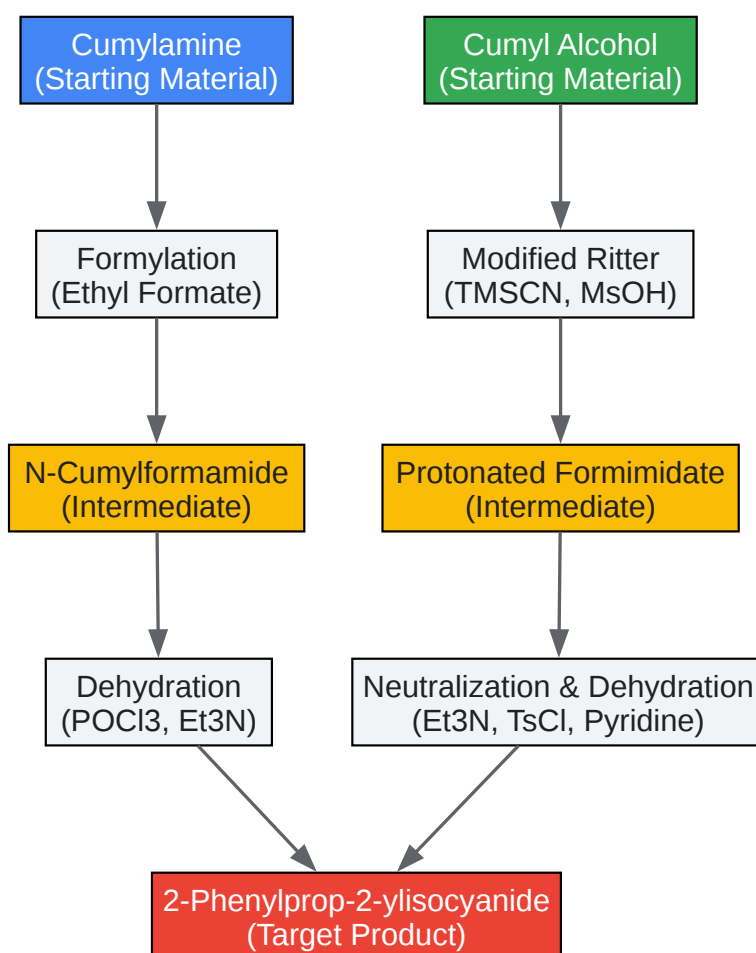 Cumylamine
(Starting Material)
Cumyl Alcohol
(Starting Material)
Formylation
(Ethyl Formate)
Modified Ritter
(TMSCN, MsOH)
N-Cumylformamide
(Intermediate)
Protonated Formimidate
(Intermediate)
Dehydration
(POCl3, Et3N)
Neutralization & Dehydration
(Et3N, TsCl, Pyridine)
2-Phenylprop-2-ylisocyanide
(Target Product)